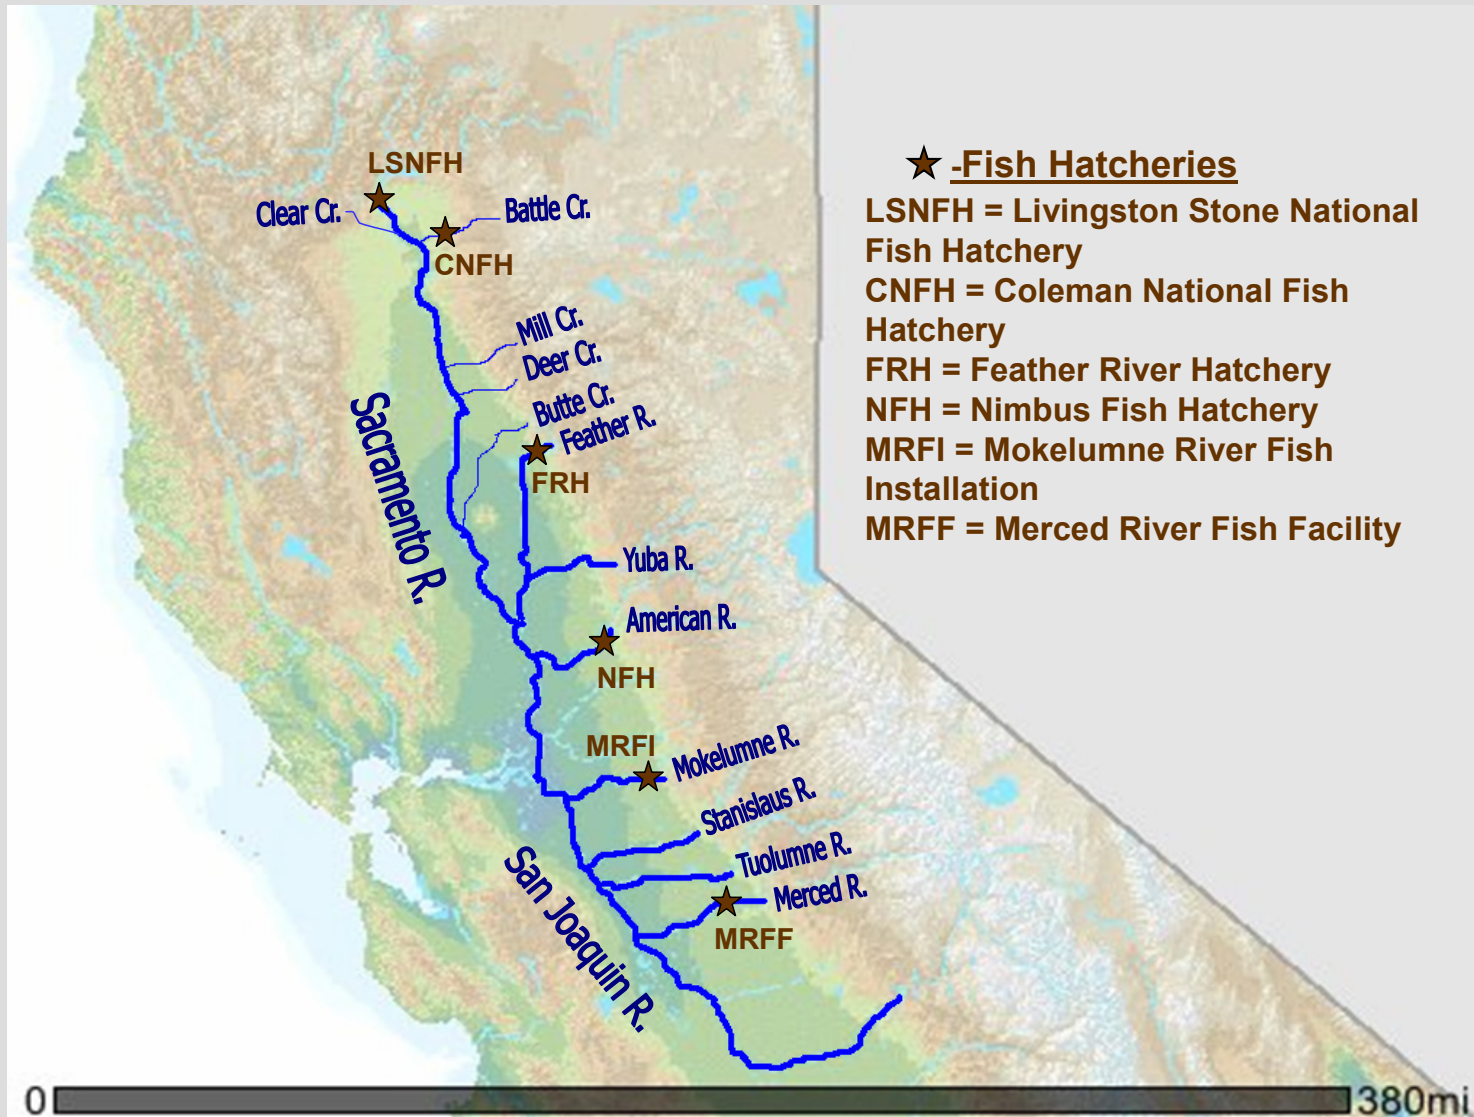 LSNFH
Clear Cr.
Battle Cr.
CNFH
Mill Cr.
Deer Cr.
Butte Cr.
Feather R.
FRH
Sacramento R.
Yuba R.
American R.
NFH
MRFI
Mokelumne R.
Stanislaus R.
Tuolumne R.
Merced R.
MRFF
San Joaquin R.
-Fish Hatcheries
LSNFH = Livingston Stone National
Fish Hatchery
CNFH = Coleman National Fish
Hatchery
FRH = Feather River Hatchery
NFH = Nimbus Fish Hatchery
MRFI = Mokelumne River Fish
Installation
MRFF = Merced River Fish Facility
0
380mi